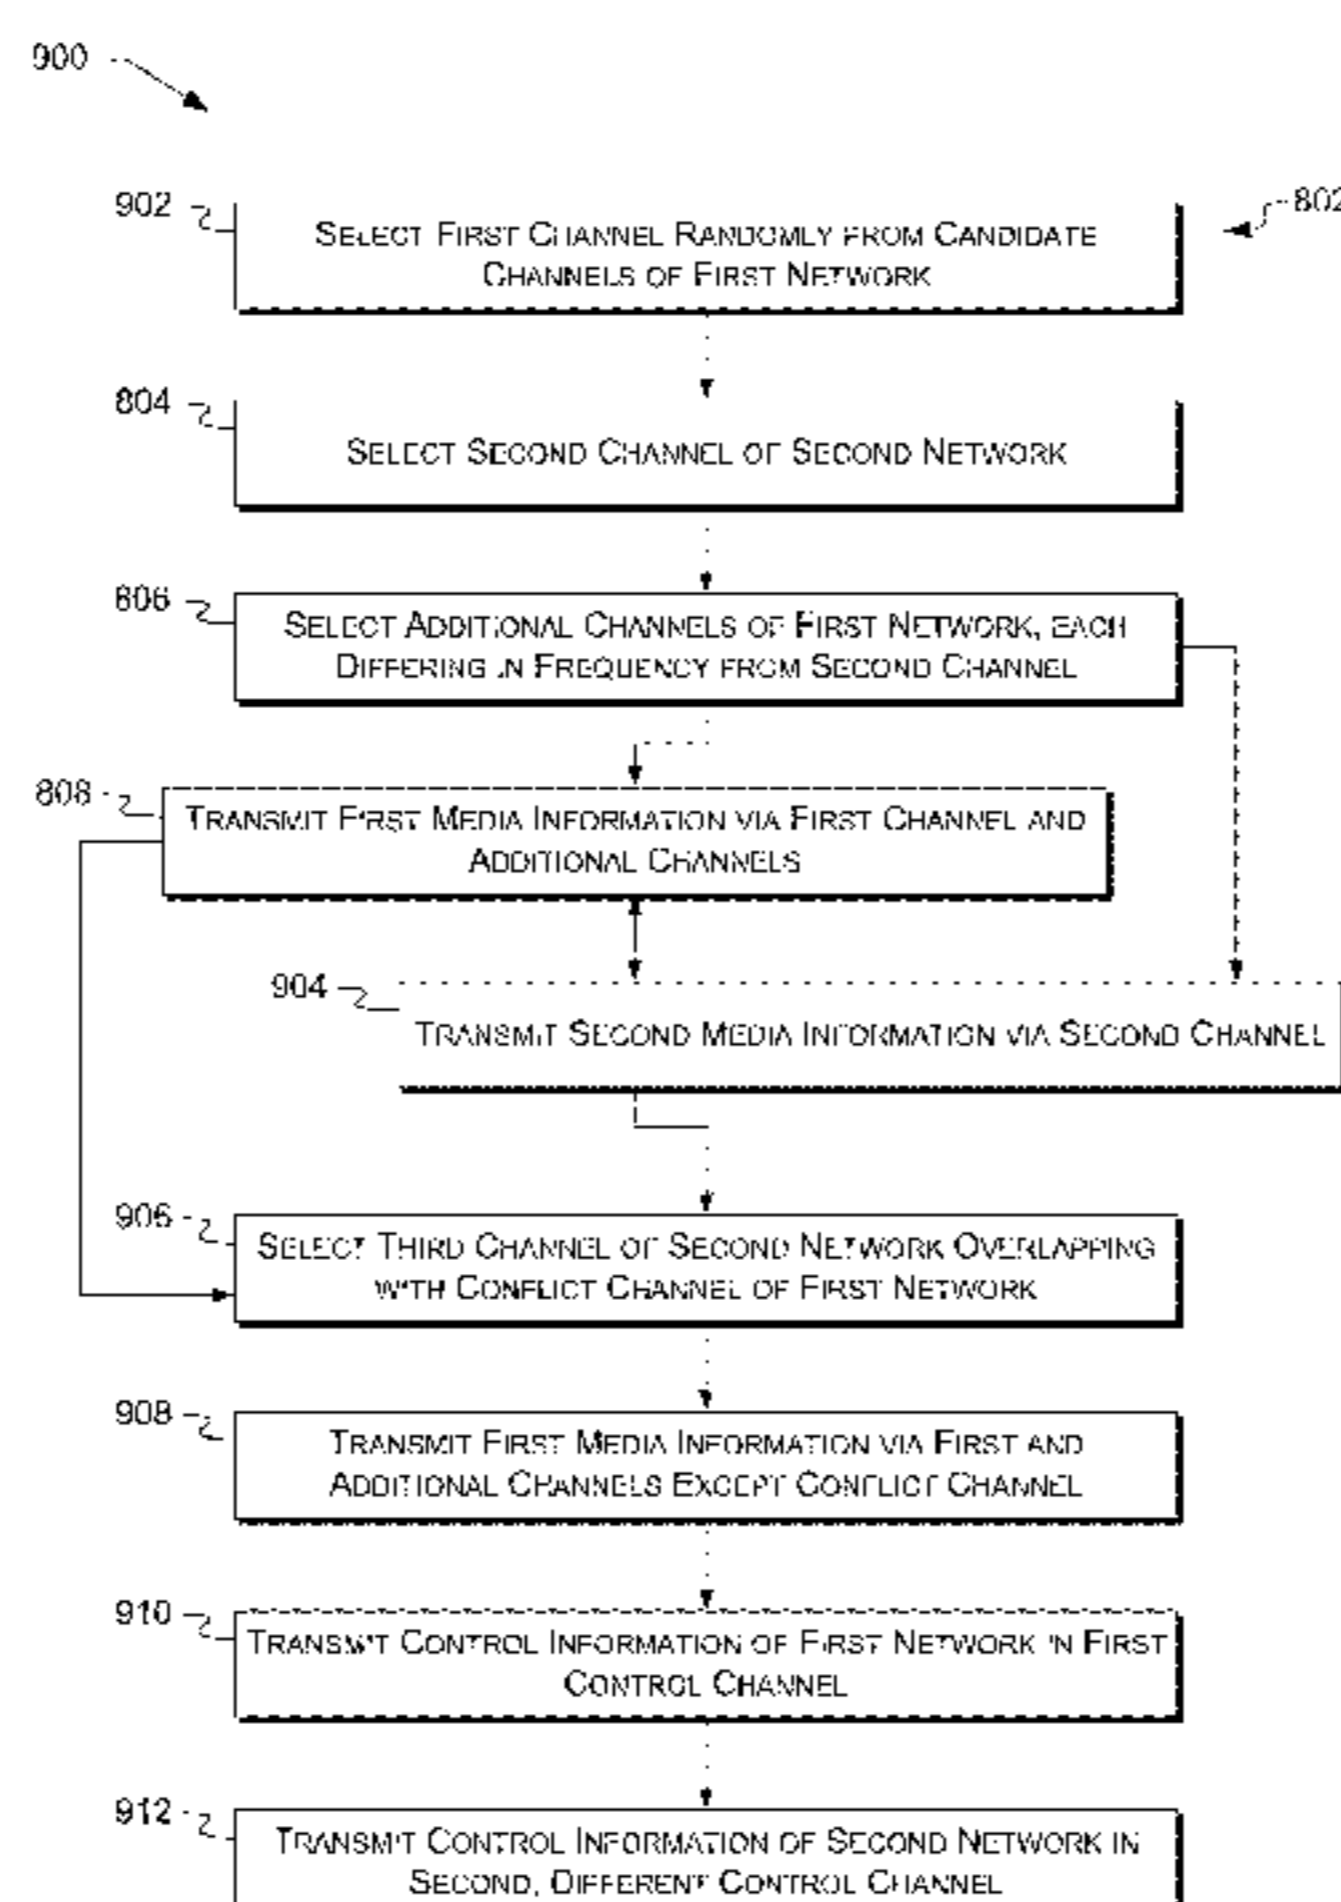 900
902
802
SELECT FIRST CHANNEL RANDOMLY FROM CANDIDATE
CHANNELS OF FIRST NETWORK
804
SELECT SECOND CHANNEL OF SECOND NETWORK
806
SELECT ADDITIONAL CHANNELS OF FIRST NETWORK, EACH
DIFFERING IN FREQUENCY FROM SECOND CHANNEL
808
TRANSMIT FIRST MEDIA INFORMATION VIA FIRST CHANNEL AND
ADDITIONAL CHANNELS
904
TRANSMIT SECOND MEDIA INFORMATION VIA SECOND CHANNEL
906
SELECT THIRD CHANNEL OF SECOND NETWORK OVERLAPPING
WITH CONFLICT CHANNEL OF FIRST NETWORK
908
TRANSMIT FIRST MEDIA INFORMATION VIA FIRST AND
ADDITIONAL CHANNELS EXCEPT CONFLICT CHANNEL
910
TRANSMIT CONTROL INFORMATION OF FIRST NETWORK IN FIRST
CONTROL CHANNEL
912
TRANSMIT CONTROL INFORMATION OF SECOND NETWORK IN
SECOND, DIFFERENT CONTROL CHANNEL